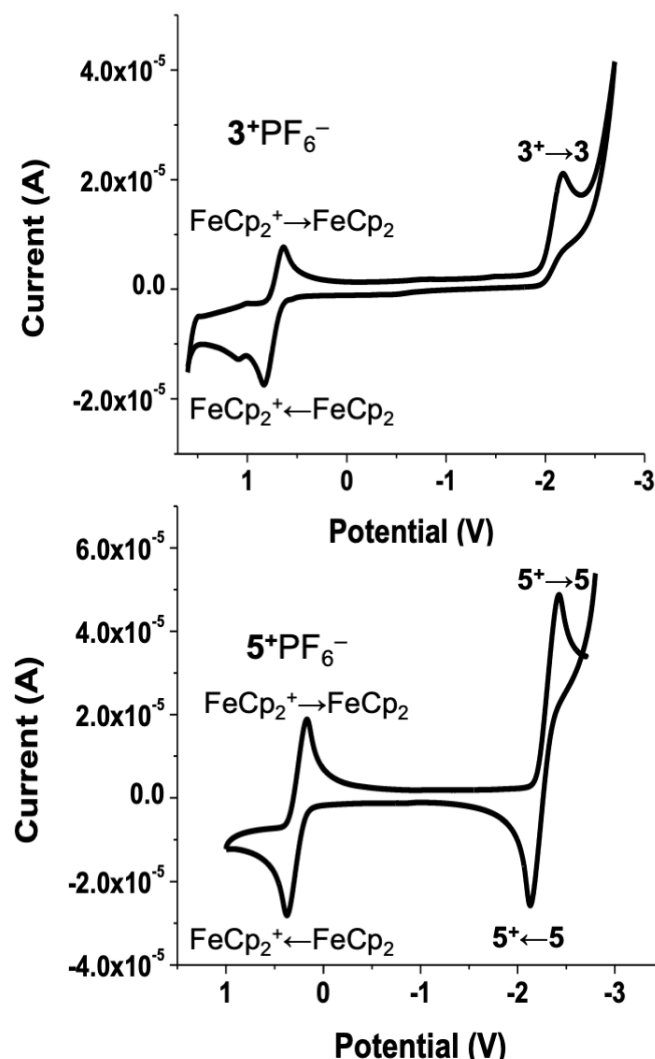 4.0x10⁻⁵
3⁺PF₆⁻
3⁺→3
2.0x10⁻⁵
FeCp₂⁺→FeCp₂
Current (A)
0.0
-2.0x10⁻⁵
FeCp₂⁺←FeCp₂
1 0 -1 -2 -3
Potential (V)
6.0x10⁻⁵
5⁺→5
4.0x10⁻⁵
5⁺PF₆⁻
FeCp₂⁺→FeCp₂
2.0x10⁻⁵
Current (A)
0.0
-2.0x10⁻⁵
FeCp₂⁺←FeCp₂ 5⁺←5
-4.0x10⁻⁵
1 0 -1 -2 -3
Potential (V)